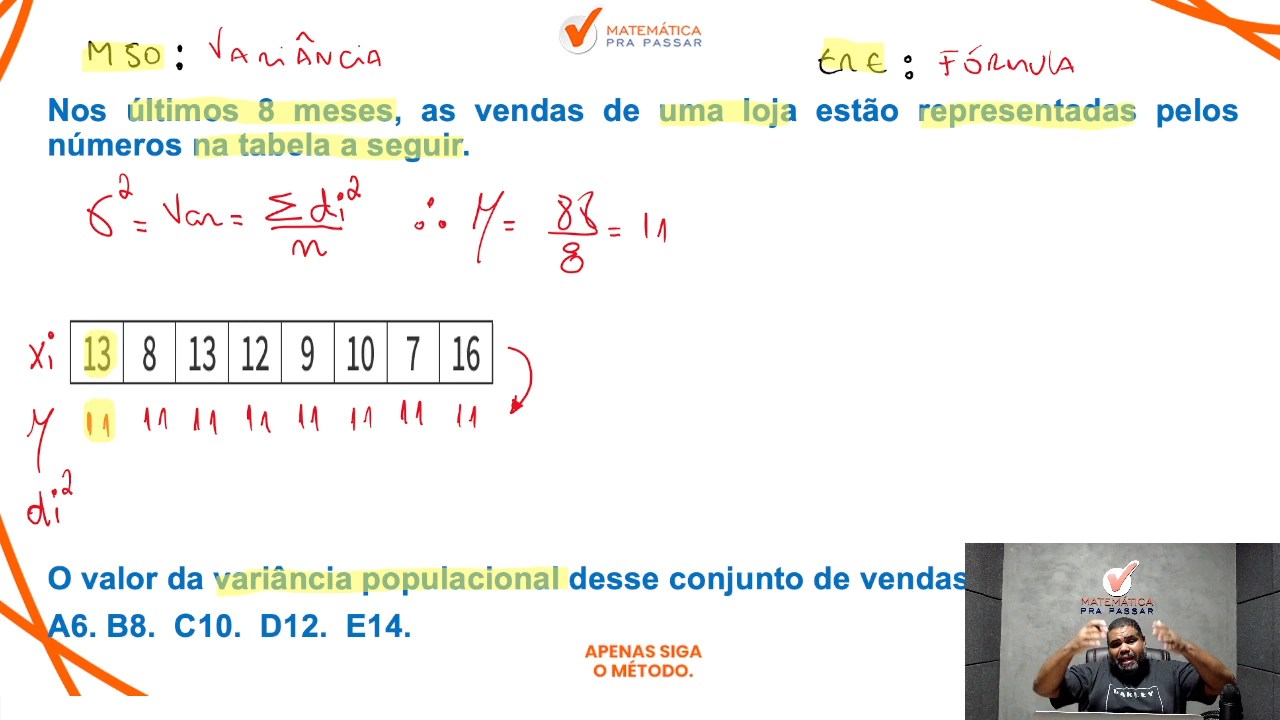 MATEMÁTICA
PRA PASSAR
MSO: VARIÂNCIA
ERE: FÓRMULA
Nos últimos 8 meses, as vendas de uma loja estão representadas pelos
números na tabela a seguir.
σ² = Var = Σdi²/n ∴ μ = 88/8 = 11
xi 13 8 13 12 9 10 7 16
μ 11 11 11 11 11 11 11 11
di²
O valor da variância populacional desse conjunto de vendas
A6. B8. C10. D12. E14.
APENAS SIGA
O MÉTODO.
MATEMÁTICA
PRA PASSAR